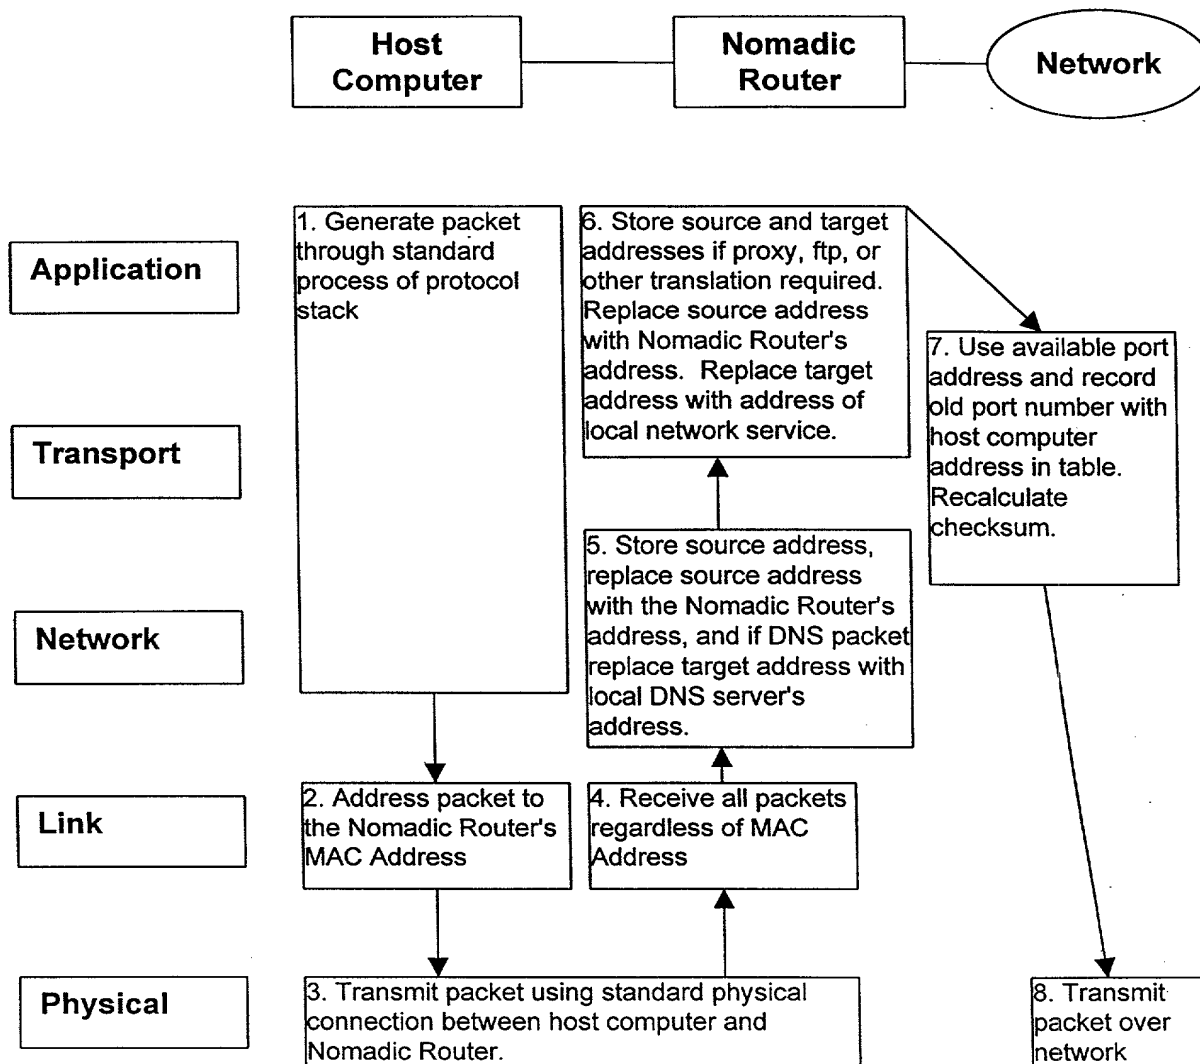 Host
Computer
Nomadic
Router
Network
Application
1. Generate packet
through standard
process of protocol
stack
6. Store source and target
addresses if proxy, ftp, or
other translation required.
Replace source address
with Nomadic Router's
address. Replace target
address with address of
local network service.
7. Use available port
address and record
old port number with
host computer
address in table.
Recalculate
checksum.
Transport
5. Store source address,
replace source address
with the Nomadic Router's
address, and if DNS packet
replace target address with
local DNS server's
address.
Network
Link
2. Address packet to
the Nomadic Router's
MAC Address
4. Receive all packets
regardless of MAC
Address
Physical
3. Transmit packet using standard physical
connection between host computer and
Nomadic Router.
8. Transmit
packet over
network